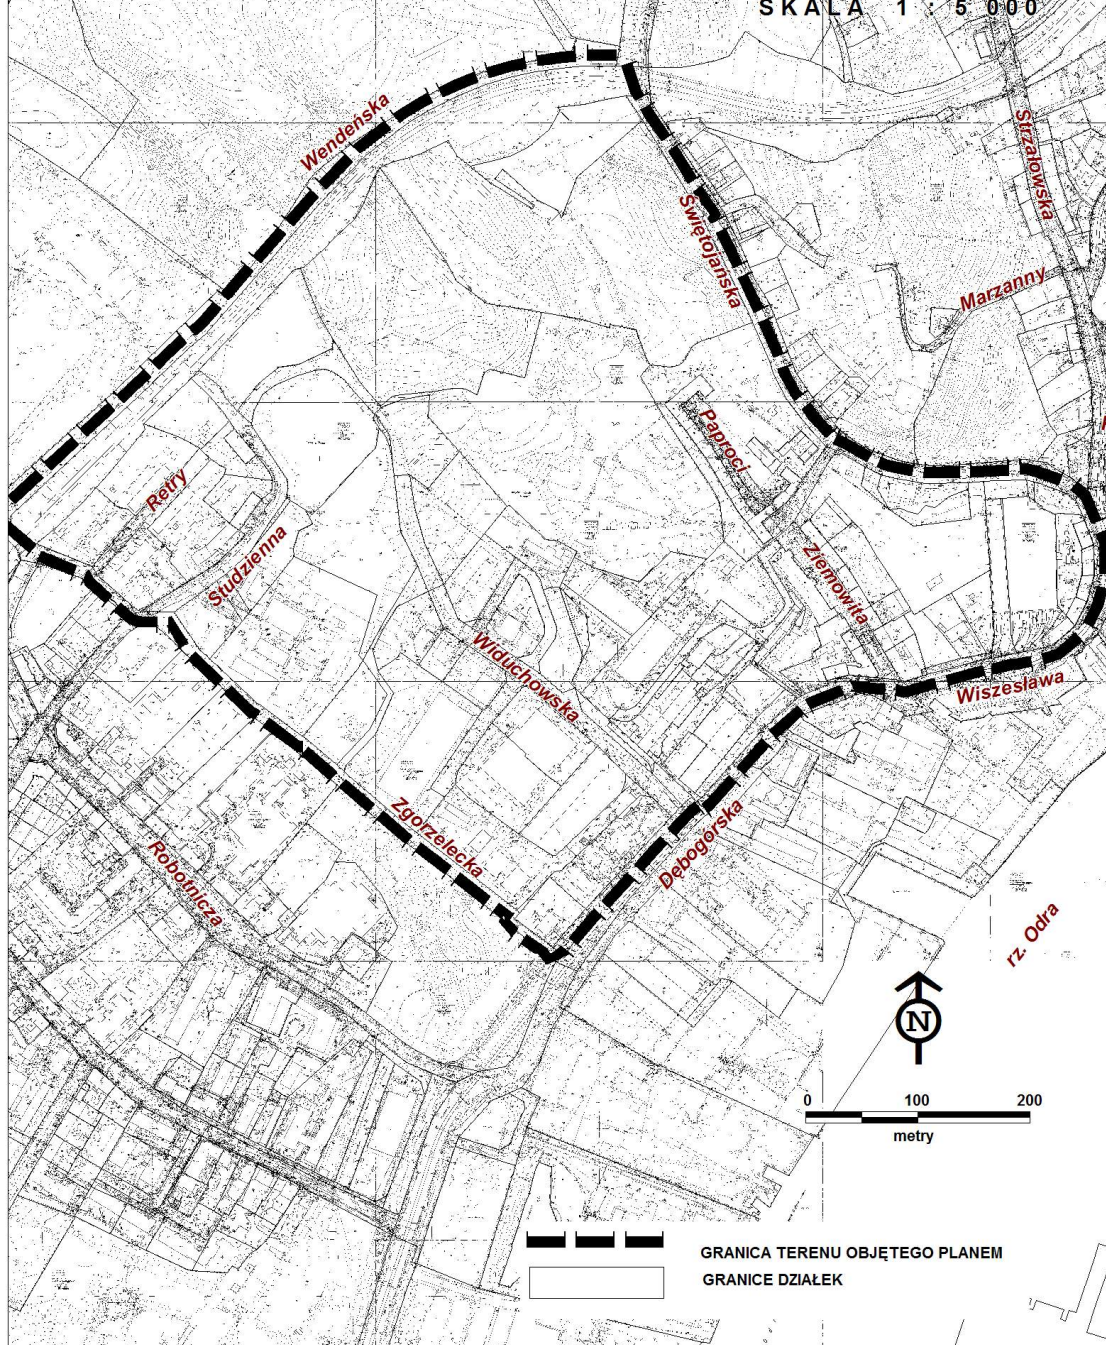 SKALA 1 : 5 000
Wendeńska
Strzałowska
Świętojańska
Marzanny
Paproci
Retry
Studzienna
Ziemowita
Widuchowska
Wiszesława
Zgorzelecka
Dębogórska
Robotnicza
rz. Odra
N
0 100 200
metry
GRANICA TERENU OBJĘTEGO PLANEM
GRANICE DZIAŁEK